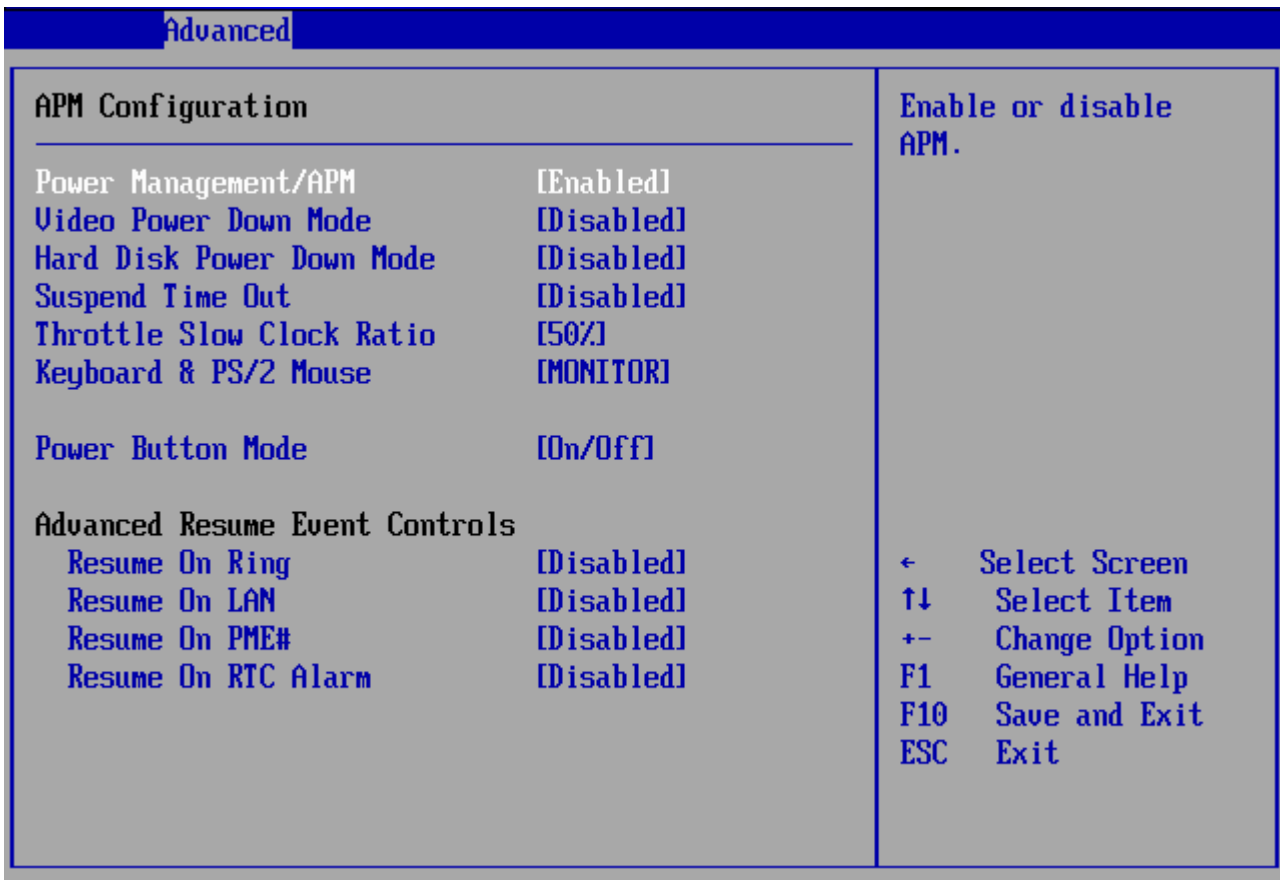 Advanced
APM Configuration
Power Management/APM [Enabled]
Video Power Down Mode [Disabled]
Hard Disk Power Down Mode [Disabled]
Suspend Time Out [Disabled]
Throttle Slow Clock Ratio [50%]
Keyboard & PS/2 Mouse [MONITOR]
Power Button Mode [On/Off]
Advanced Resume Event Controls
Resume On Ring [Disabled]
Resume On LAN [Disabled]
Resume On PME# [Disabled]
Resume On RTC Alarm [Disabled]
Enable or disable
APM.
← Select Screen
↑↓ Select Item
+- Change Option
F1 General Help
F10 Save and Exit
ESC Exit